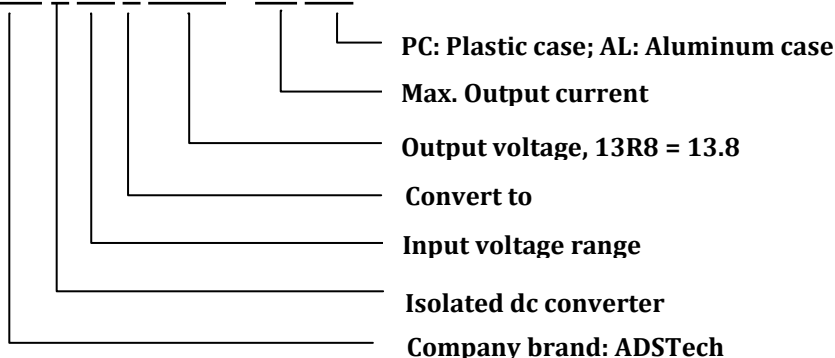 PC: Plastic case; AL: Aluminum case
Max. Output current
Output voltage, 13R8 = 13.8
Convert to
Input voltage range
Isolated dc converter
Company brand: ADSTech